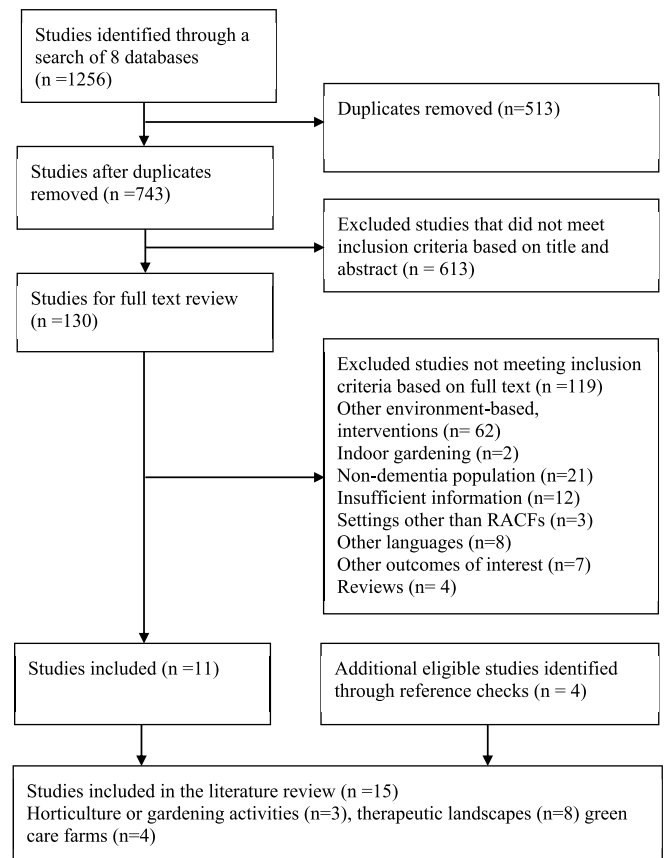 Studies identified through a
search of 8 databases
(n =1256)
Duplicates removed (n=513)
Studies after duplicates
removed (n =743)
Excluded studies that did not meet
inclusion criteria based on title and
abstract (n = 613)
Studies for full text review
(n =130)
Excluded studies not meeting inclusion
criteria based on full text (n =119)
Other environment-based,
interventions (n= 62)
Indoor gardening (n=2)
Non-dementia population (n=21)
Insufficient information (n=12)
Settings other than RACFs (n=3)
Other languages (n=8)
Other outcomes of interest (n=7)
Reviews (n= 4)
Studies included (n =11)
Additional eligible studies identified
through reference checks (n = 4)
Studies included in the literature review (n =15)
Horticulture or gardening activities (n=3), therapeutic landscapes (n=8) green
care farms (n=4)